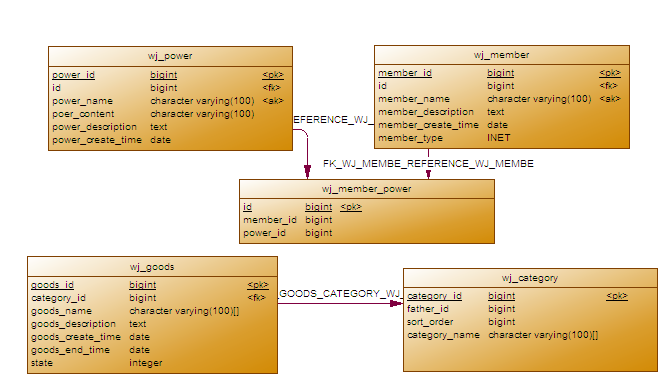 wj_power
power_id bigint <pk>
id bigint <fk>
power_name character varying(100) <ak>
poer_content character varying(100)
power_description text
power_create_time date
wj_member
member_id bigint <pk>
id bigint <fk>
member_name character varying(100) <ak>
member_description text
member_create_time date
member_type INET
EFERENCE_WJ_
FK_WJ_MEMBE_REFERENCE_WJ_MEMBE
wj_member_power
id bigint <pk>
member_id bigint
power_id bigint
wj_goods
goods_id bigint <pk>
category_id bigint <fk>
goods_name character varying(100)[]
goods_description text
goods_create_time date
goods_end_time date
state integer
_GOODS_CATEGORY_WJ_
wj_category
category_id bigint <pk>
father_id bigint
sort_order bigint
category_name character varying(100)[]